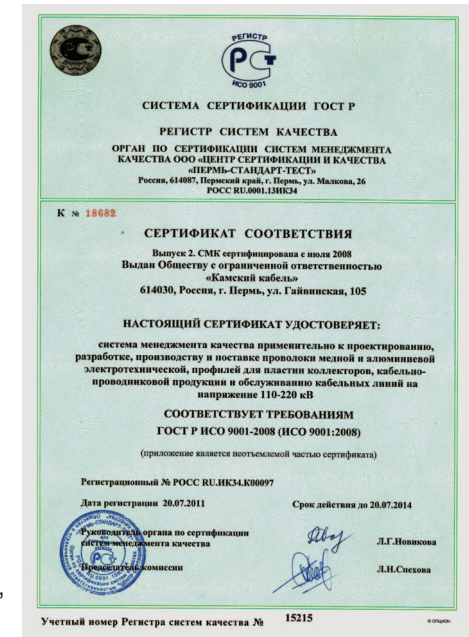 РЕГИСТР
РСТ
ИСО 9001
СИСТЕМА СЕРТИФИКАЦИИ ГОСТ Р
РЕГИСТР СИСТЕМ КАЧЕСТВА
ОРГАН ПО СЕРТИФИКАЦИИ СИСТЕМ МЕНЕДЖМЕНТА
КАЧЕСТВА ООО «ЦЕНТР СЕРТИФИКАЦИИ И КАЧЕСТВА
«ПЕРМЬ-СТАНДАРТ-ТЕСТ»
Россия, 614087, Пермский край, г. Пермь, ул. Малкова, 26
РОСС RU.0001.13ИК34
К № 18682
СЕРТИФИКАТ СООТВЕТСТВИЯ
Выпуск 2. СМК сертифицирована с июля 2008
Выдан Обществу с ограниченной ответственностью
«Камский кабель»
614030, Россия, г. Пермь, ул. Гайвинская, 105
НАСТОЯЩИЙ СЕРТИФИКАТ УДОСТОВЕРЯЕТ:
система менеджмента качества применительно к проектированию,
разработке, производству и поставке проволоки медной и алюминиевой
электротехнической, профилей для пластин коллекторов, кабельно-
проводниковой продукции и обслуживанию кабельных линий на
напряжение 110-220 кВ
СООТВЕТСТВУЕТ ТРЕБОВАНИЯМ
ГОСТ Р ИСО 9001-2008 (ИСО 9001:2008)
(приложение является неотъемлемой частью сертификата)
Регистрационный № РОСС RU.ИК34.К00097
Дата регистрации 20.07.2011 Срок действия до 20.07.2014
Руководитель органа по сертификации
систем менеджмента качества Л.Г.Новикова
Председатель комиссии Л.Н.Спехова
Учетный номер Регистра систем качества № 15215
® ОПЦИОН
,